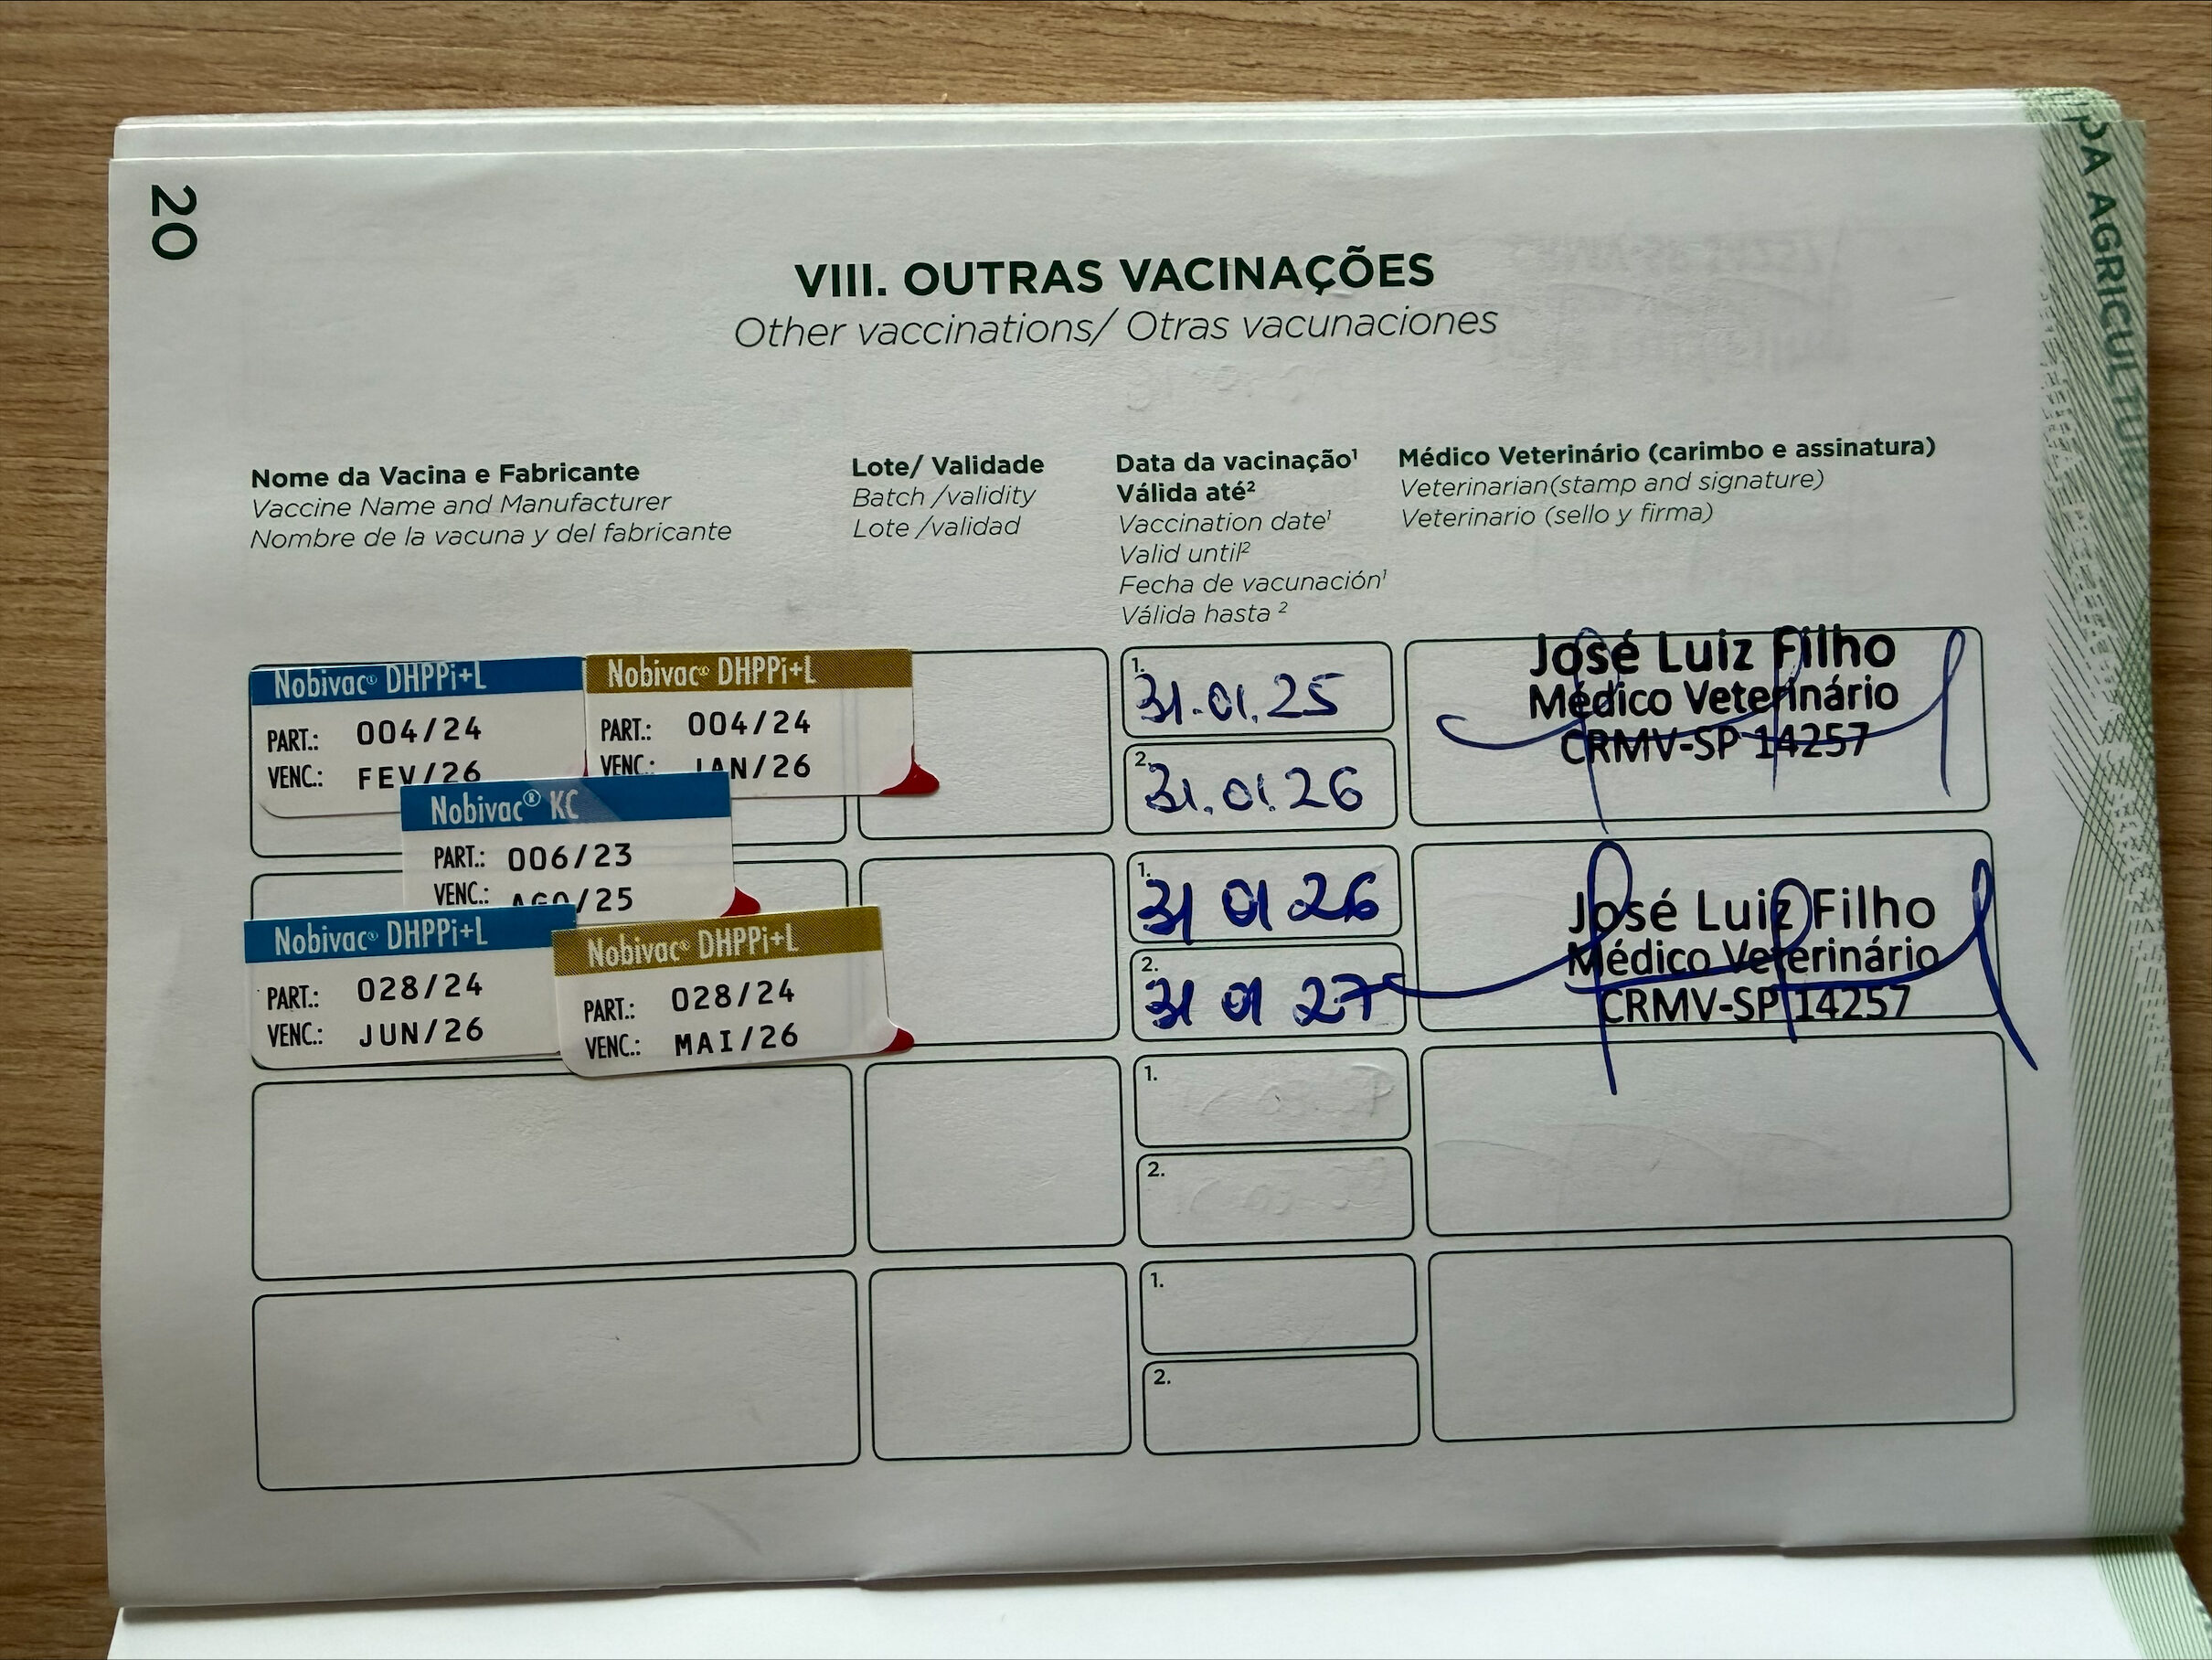 20
VIII. OUTRAS VACINAÇÕES
Other vaccinations/ Otras vacunaciones
Nome da Vacina e Fabricante
Vaccine Name and Manufacturer
Nombre de la vacuna y del fabricante
Lote/ Validade
Batch /validity
Lote /validad
Data da vacinação¹
Válida até²
Vaccination date¹
Valid until²
Fecha de vacunación¹
Válida hasta ²
Médico Veterinário (carimbo e assinatura)
Veterinarian(stamp and signature)
Veterinario (sello y firma)
Nobivac® DHPPi+L
PART.: 004/24
VENC.: FEV/26
Nobivac® DHPPi+L
PART.: 004/24
VENC.: JAN/26
1.
31.01.25
2.
31.01.26
José Luiz Filho
Médico Veterinário
CRMV-SP 14257
Nobivac® KC
PART.: 006/23
VENC.: AGO/25
Nobivac® DHPPi+L
PART.: 028/24
VENC.: JUN/26
Nobivac® DHPPi+L
PART.: 028/24
VENC.: MAI/26
1.
31 01 26
2.
31 01 27
José Luiz Filho
Médico Veterinário
CRMV-SP 14257
1.
2.
1.
2.
AGRICULTU